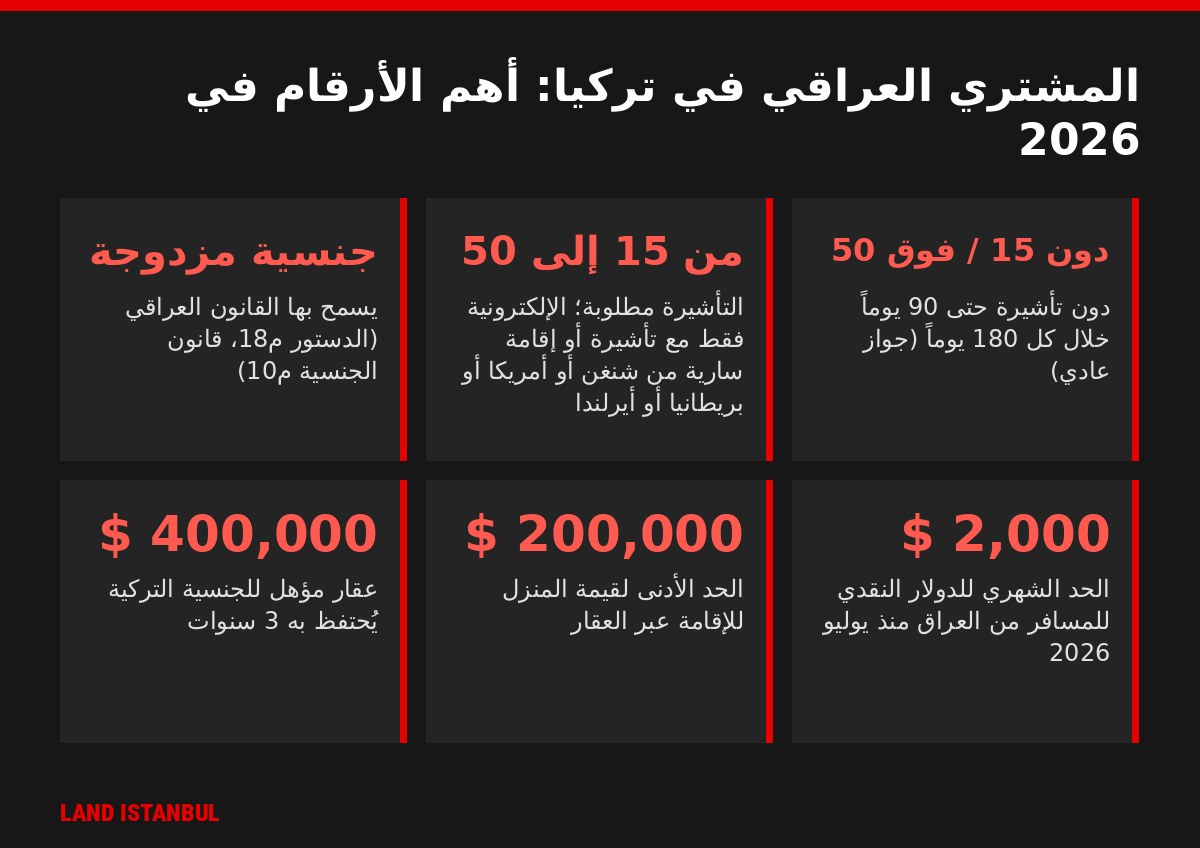 المشتري العراقي في تركيا: أهم الأرقام في
2026
دون 15 / فوق 50
دون تأشيرة حتى 90 يوماً
خلال كل 180 يوماً (جواز
عادي)
من 15 إلى 50
التأشيرة مطلوبة؛ الإلكترونية
فقط مع تأشيرة أو إقامة
سارية من شنغن أو أمريكا أو
بريطانيا أو أيرلندا
جنسية مزدوجة
يسمح بها القانون العراقي
(الدستور م18، قانون
الجنسية م10)
2,000 $
الحد الشهري للدولار النقدي
للمسافر من العراق منذ يوليو
2026
200,000 $
الحد الأدنى لقيمة المنزل
للإقامة عبر العقار
400,000 $
عقار مؤهل للجنسية التركية
يُحتفظ به 3 سنوات
LAND ISTANBUL